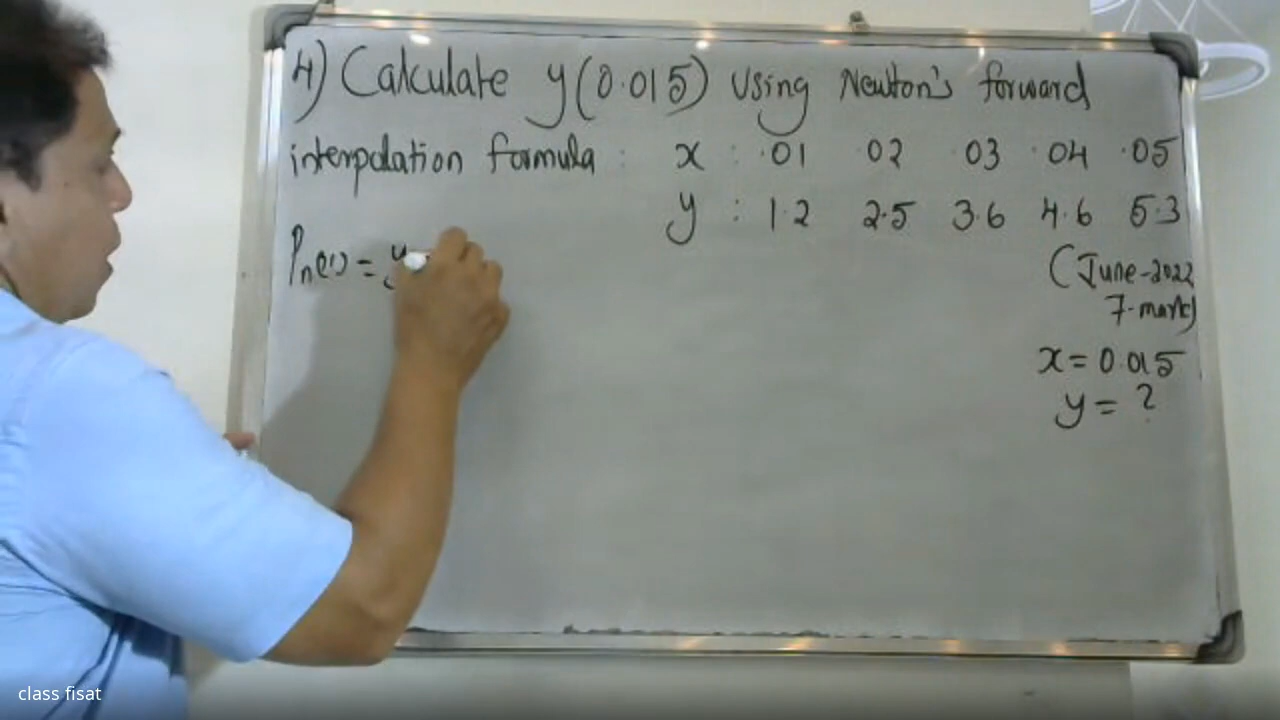 4) Calculate y(0.015) using Newton's forward
interpolation formula : x : .01 02 03 .04 .05
y : 1.2 2.5 3.6 4.6 5.3
(June-2022
7-mark)
Pn(x) = y
x = 0.015
y = ?
class fisat